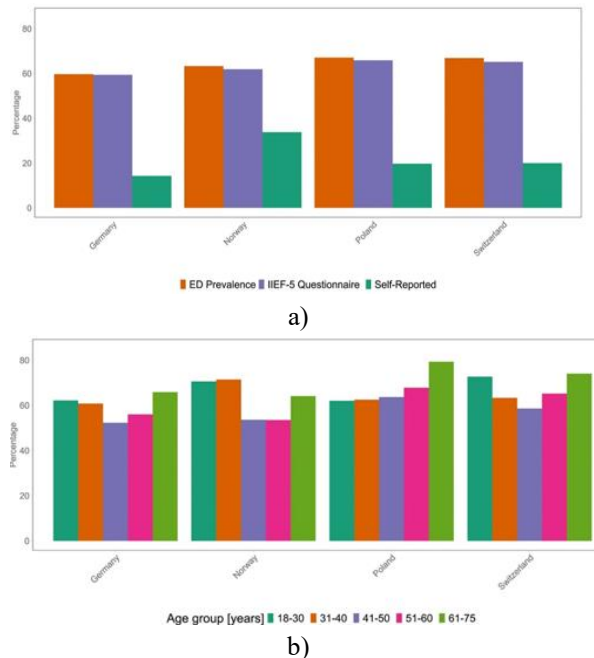 80
60
40
20
0
Percentage
Germany
Norway
Poland
Switzerland
ED Prevalence IIEF-5 Questionnaire Self-Reported
a)
80
60
40
20
0
Percentage
Germany
Norway
Poland
Switzerland
Age group [years] 18-30 31-40 41-50 51-60 61-75
b)